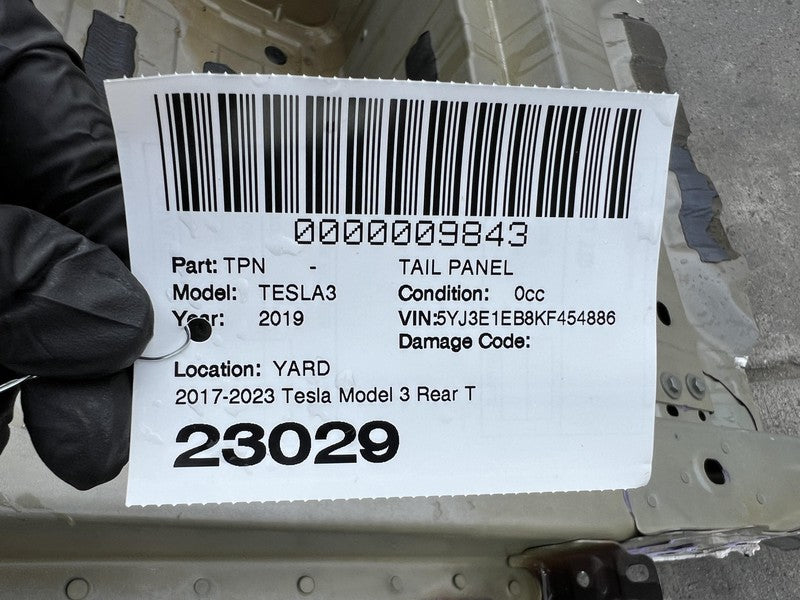 0000009843
Part: TPN - TAIL PANEL
Model: TESLA3 Condition: 0cc
Year: 2019 VIN:5YJ3E1EB8KF454886
Damage Code:
Location: YARD
2017-2023 Tesla Model 3 Rear T
23029